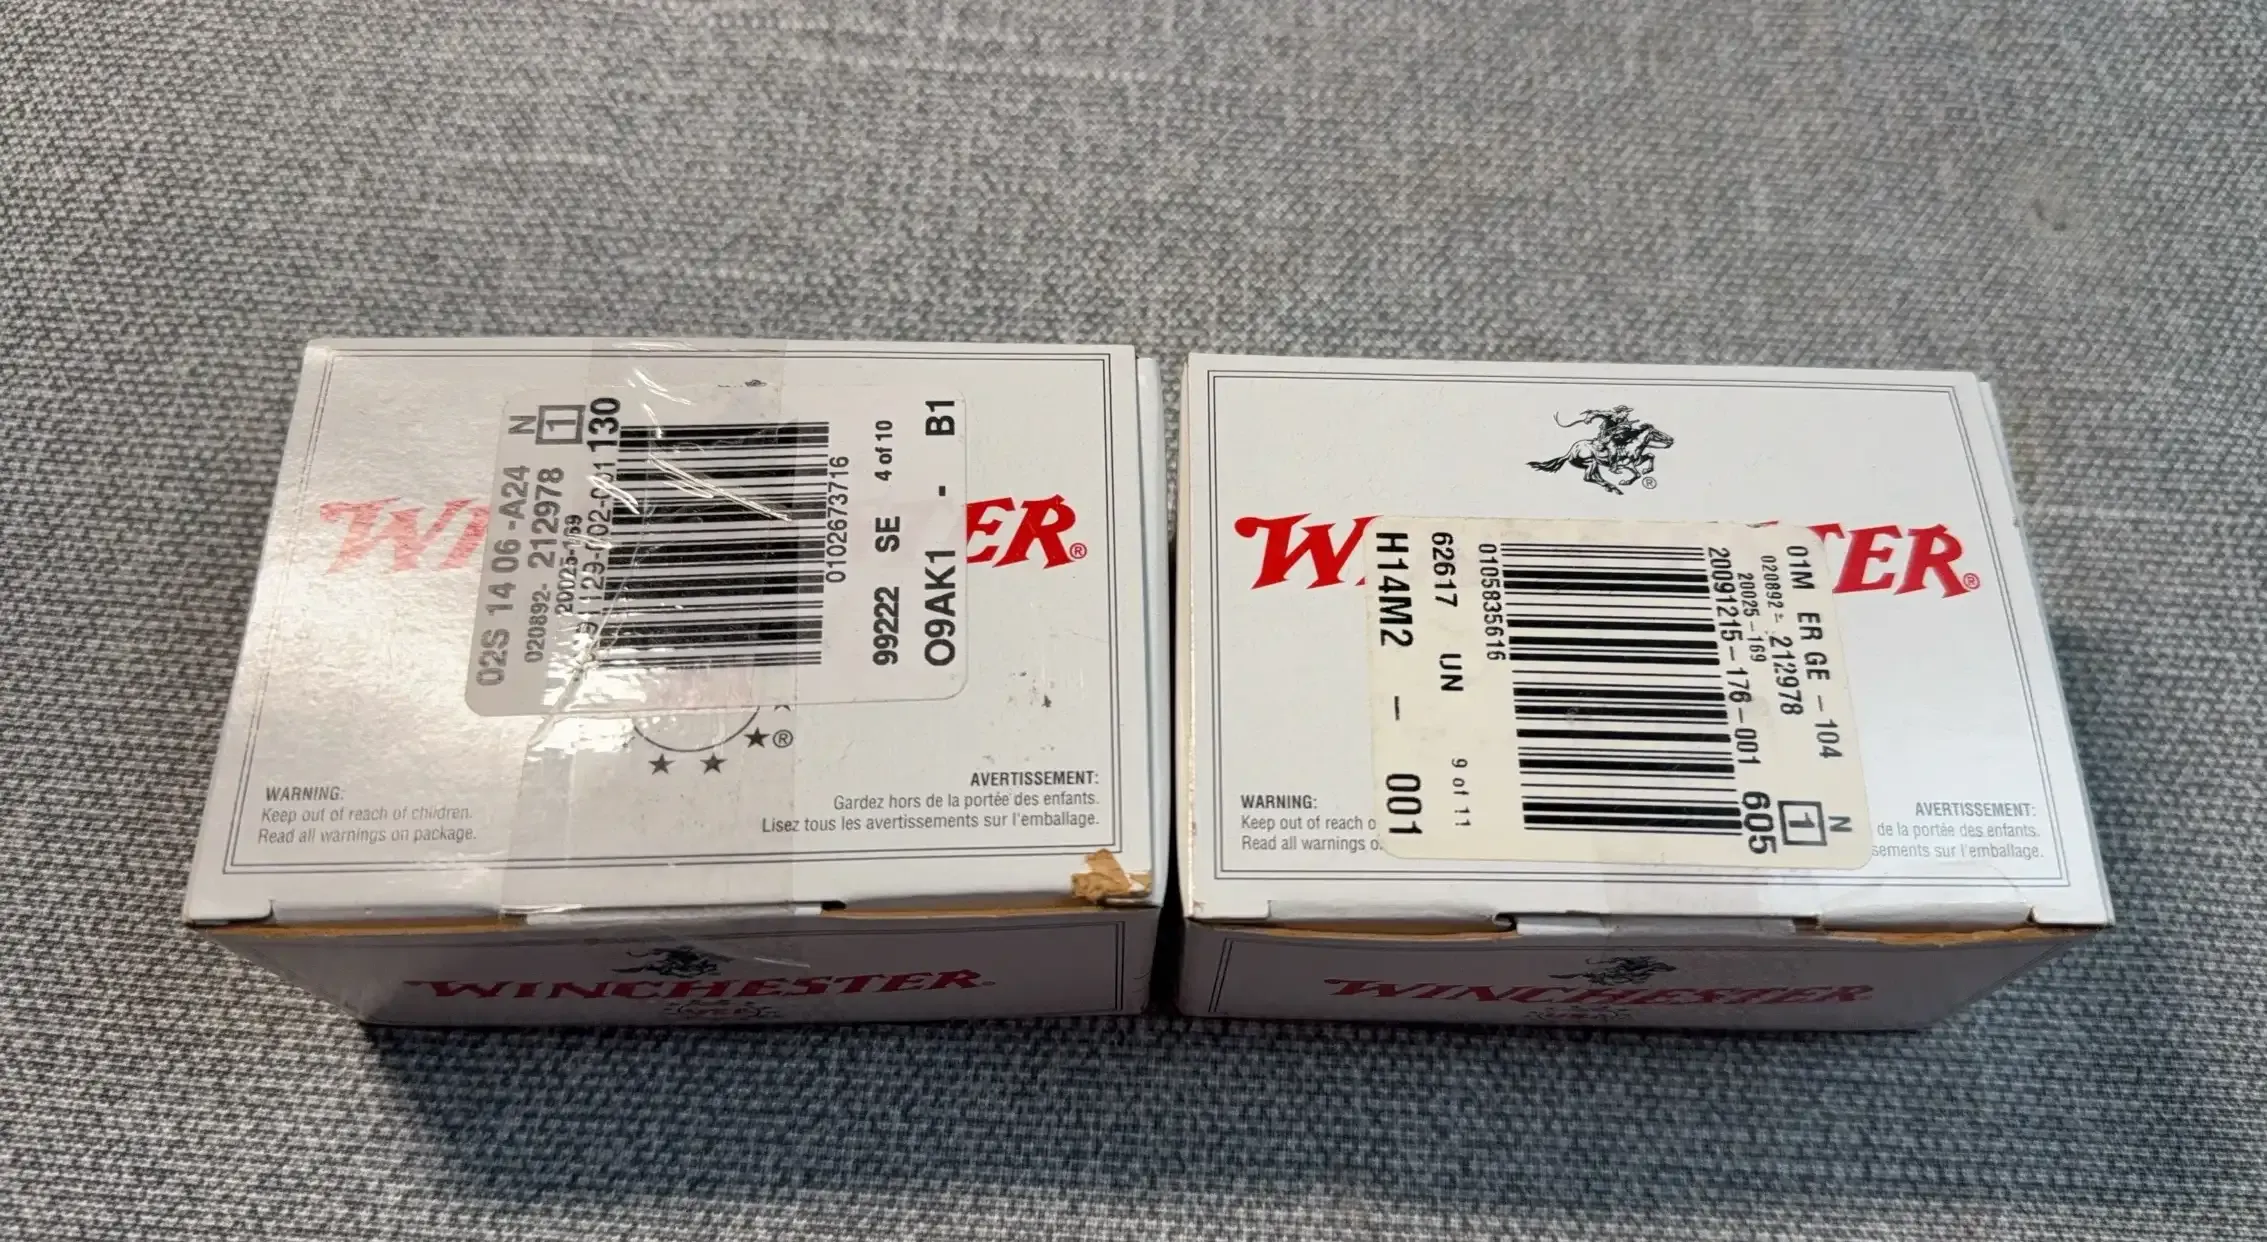 02S 14 06 -A24 N
020892- 212978 1
20025-169
130
0102673716
99222 SE 4 of 10
O9AK1 - B1
ER®
®
WARNING:
Keep out of reach of children.
Read all warnings on package.
AVERTISSEMENT:
Gardez hors de la portée des enfants.
Lisez tous les avertissements sur l'emballage.
WINCHESTER
®
W
TER®
H14M2 - 001
62617 UN 9 of 11
0105835616
20091215-176-001 605
20025-169
020892- 212978 1
01M ER GE - 104 N
WARNING:
Keep out of reach o
Read all warnings o
AVERTISSEMENT:
de la portée des enfants.
sements sur l'emballage.
WINCHESTER